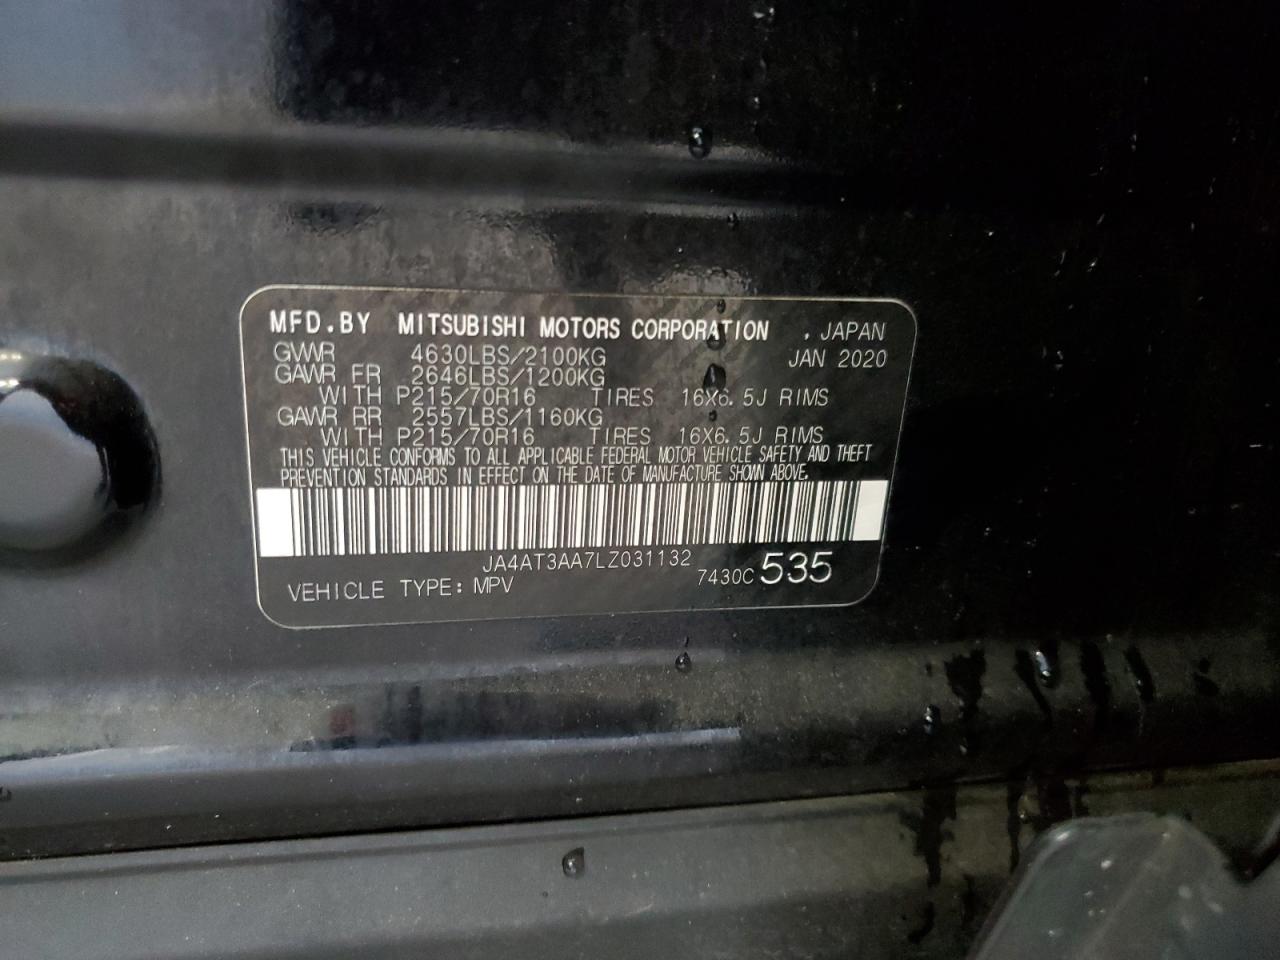 MFD.BY MITSUBISHI MOTORS CORPORATION , JAPAN
GVWR 4630LBS/2100KG JAN 2020
GAWR FR 2646LBS/1200KG
WITH P215/70R16 TIRES 16X6.5J RIMS
GAWR RR 2557LBS/1160KG
WITH P215/70R16 TIRES 16X6.5J RIMS
THIS VEHICLE CONFORMS TO ALL APPLICABLE FEDERAL MOTOR VEHICLE SAFETY AND THEFT
PREVENTION STANDARDS IN EFFECT ON THE DATE OF MANUFACTURE SHOWN ABOVE.
JA4AT3AA7LZ031132
VEHICLE TYPE: MPV 7430C 535